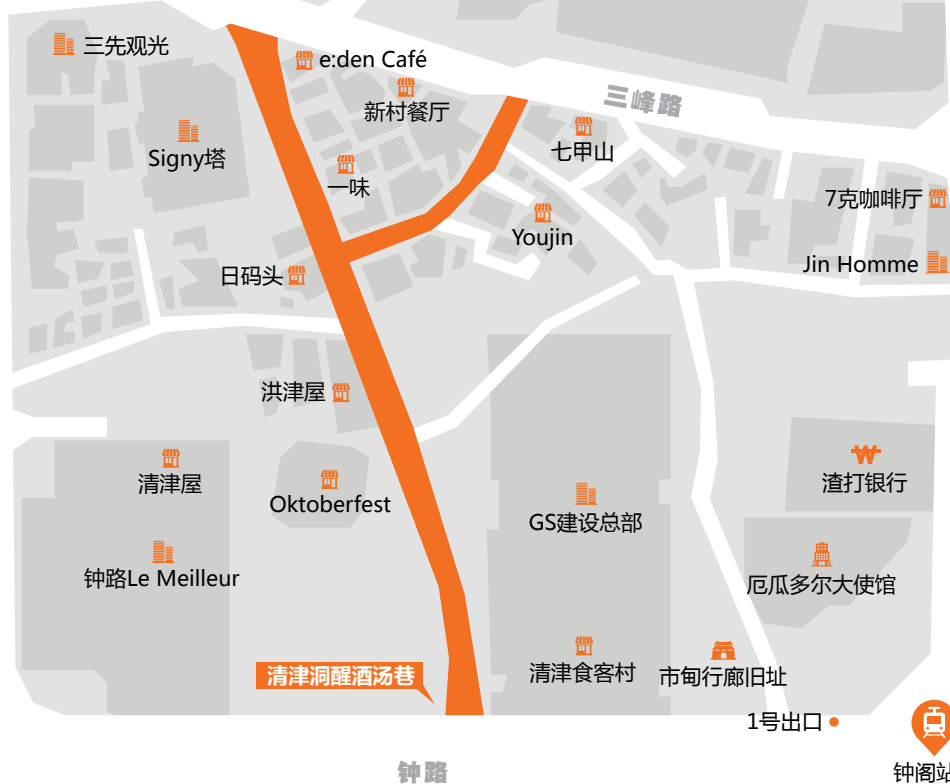 三先观光
e:den Café
新村餐厅
三峰路
Signy塔
七甲山
一味
7克咖啡厅
Youjin
Jin Homme
日码头
洪津屋
清津屋
Oktoberfest
渣打银行
GS建设总部
钟路Le Meilleur
厄瓜多尔大使馆
清津洞醒酒汤巷
清津食客村
市甸行廊旧址
1号出口
钟路
钟阁站